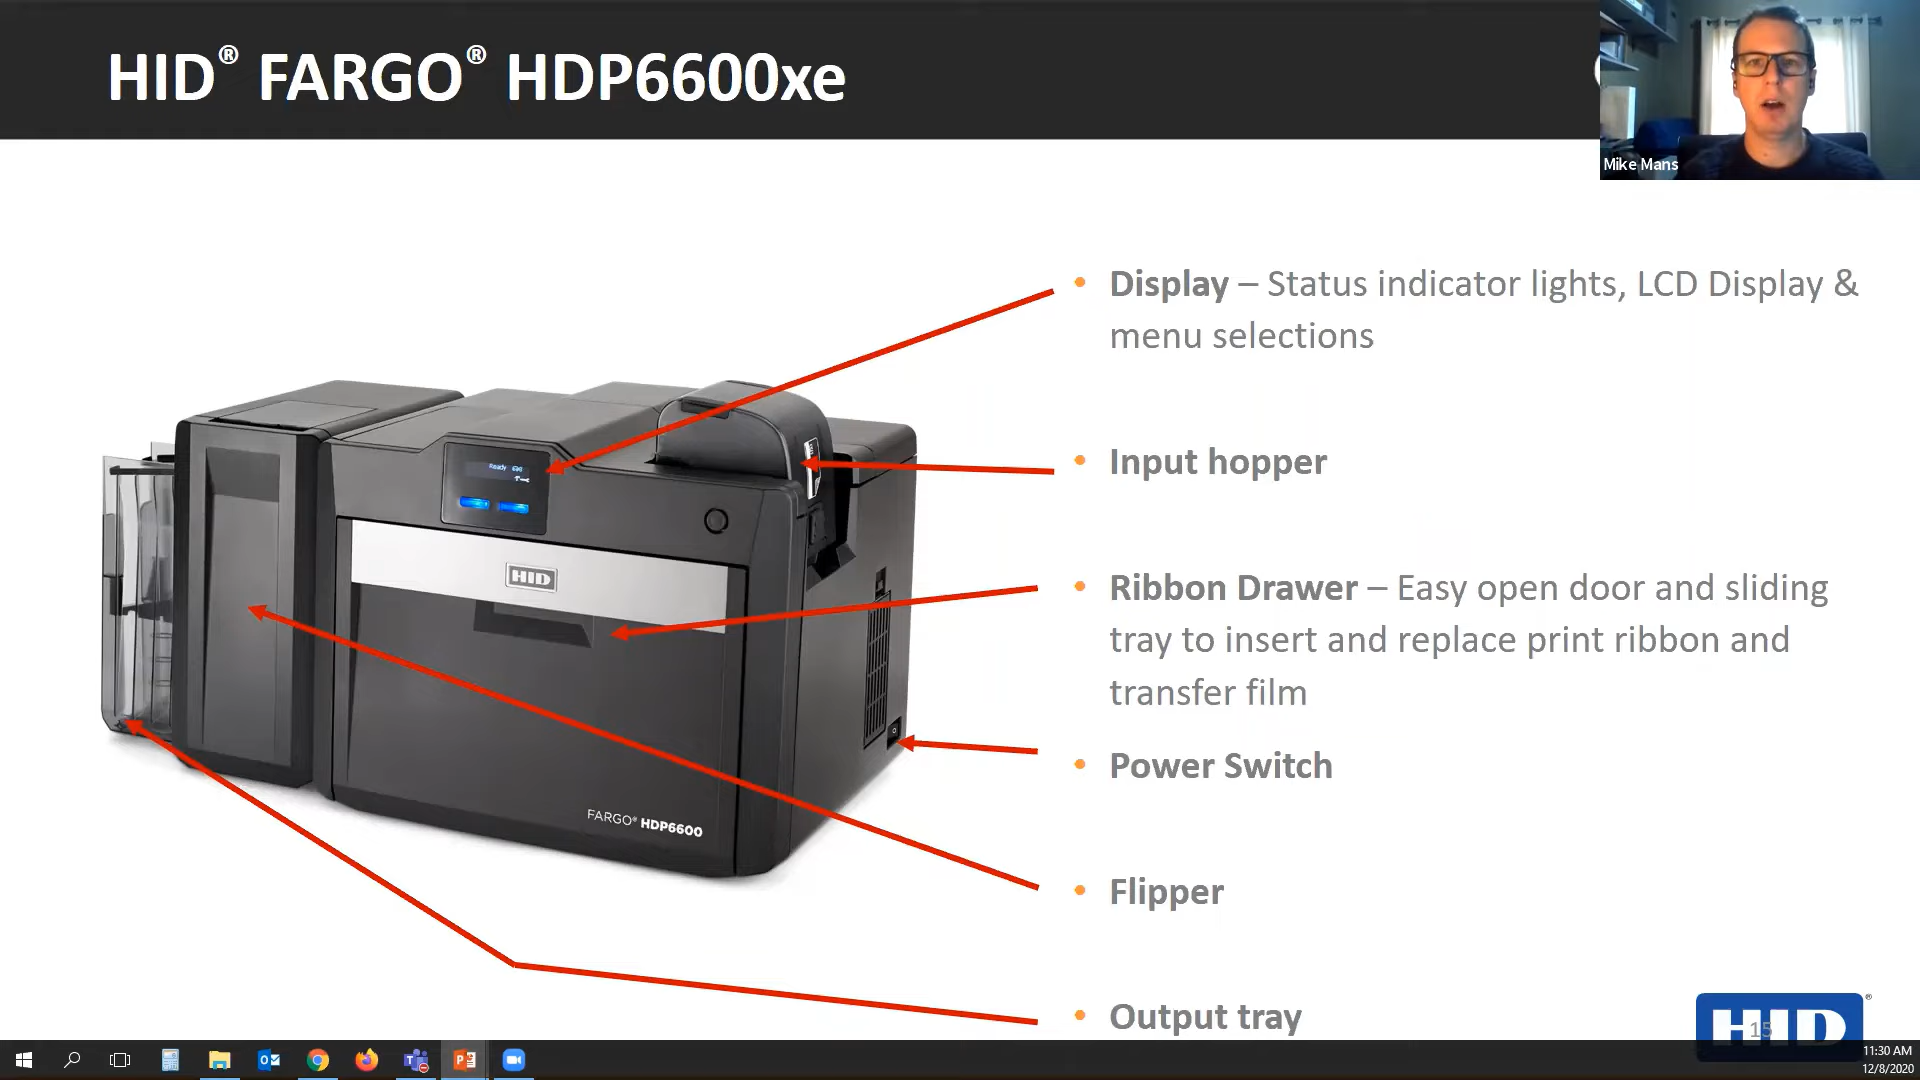 HID® FARGO® HDP6600xe
Mike Mans
• Display – Status indicator lights, LCD Display &
menu selections
• Input hopper
• Ribbon Drawer – Easy open door and sliding
tray to insert and replace print ribbon and
transfer film
• Power Switch
• Flipper
• Output tray
Ready
HID
FARGO® HDP6600
HID®
15
11:30 AM
12/8/2020